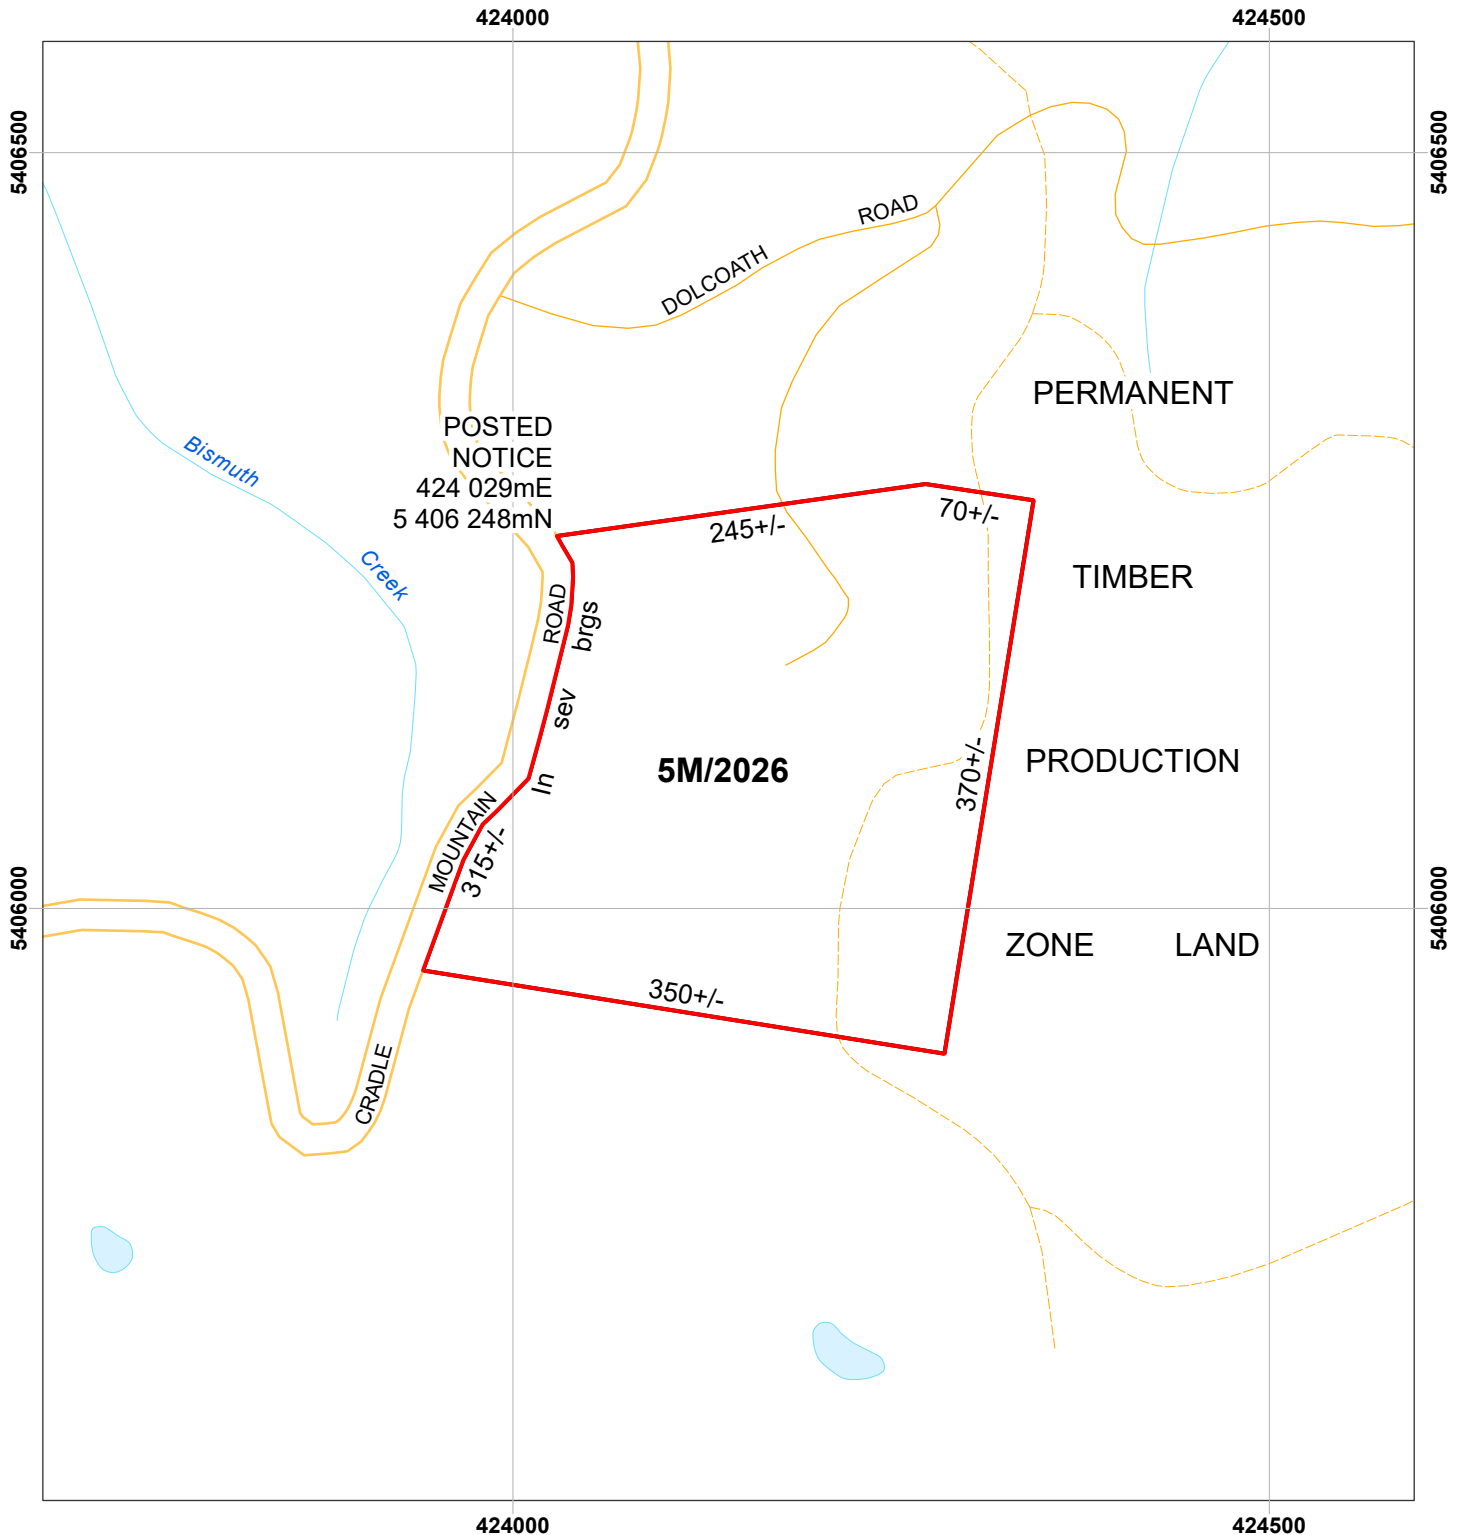 424000
424500
5406500
5406500
ROAD
DOLCOATH
PERMANENT
POSTED
NOTICE
424 029mE
5 406 248mN
Bismuth
Creek
245+/-
70+/-
TIMBER
ROAD
brgs
sev
In
5M/2026
370+/-
PRODUCTION
MOUNTAIN
315+/-
5406000
5406000
ZONE LAND
350+/-
CRADLE
424000
424500